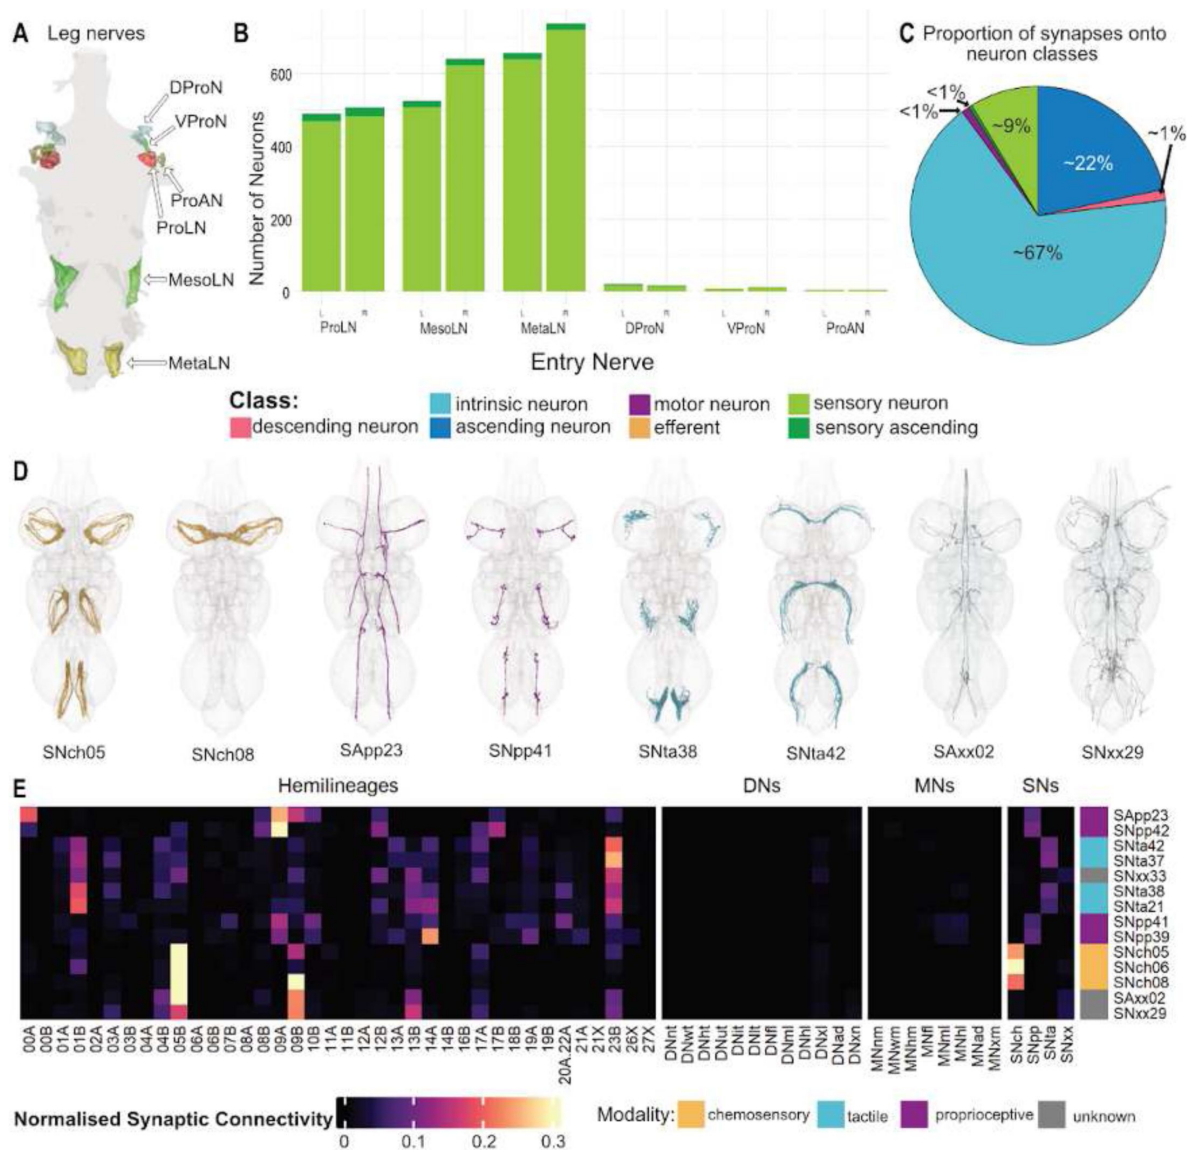 A Leg nerves
DProN
VProN
ProAN
ProLN
MesoLN
MetaLN
B
Number of Neurons
600
400
200
0
L R L R L R L R L R L R
ProLN MesoLN MetaLN DProN VProN ProAN
Entry Nerve
C Proportion of synapses onto
neuron classes
<1%
<1%
~9%
~22%
~1%
~67%
Class:
descending neuron
intrinsic neuron
ascending neuron
motor neuron
efferent
sensory neuron
sensory ascending
D
SNch05 SNch08 SApp23 SNpp41 SNta38 SNta42 SAxx02 SNxx29
E Hemilineages DNs MNs SNs
SApp23
SNpp42
SNta42
SNta37
SNxx33
SNta38
SNta21
SNpp41
SNpp39
SNch05
SNch06
SNch08
SAxx02
SNxx29
00A 00B 01A 01B 02A 03A 03B 04A 04B 05B 06A 06B 07B 08A 08B 09A 09B 10B 11A 11B 12A 12B 13A 13B 14A 14B 16B 17A 17B 18B 19A 19B 20A.22A 21A 21X 23B 26X 27X
DNnt DNwt DNht DNut DNit DNlt DNfl DNml DNhl DNxl DNad DNxn
MNnm MNwm MNhm MNfl MNml MNhl MNad MNxm
SNch SNpp SNta SNxx
Normalised Synaptic Connectivity
0 0.1 0.2 0.3
Modality: chemosensory tactile proprioceptive unknown